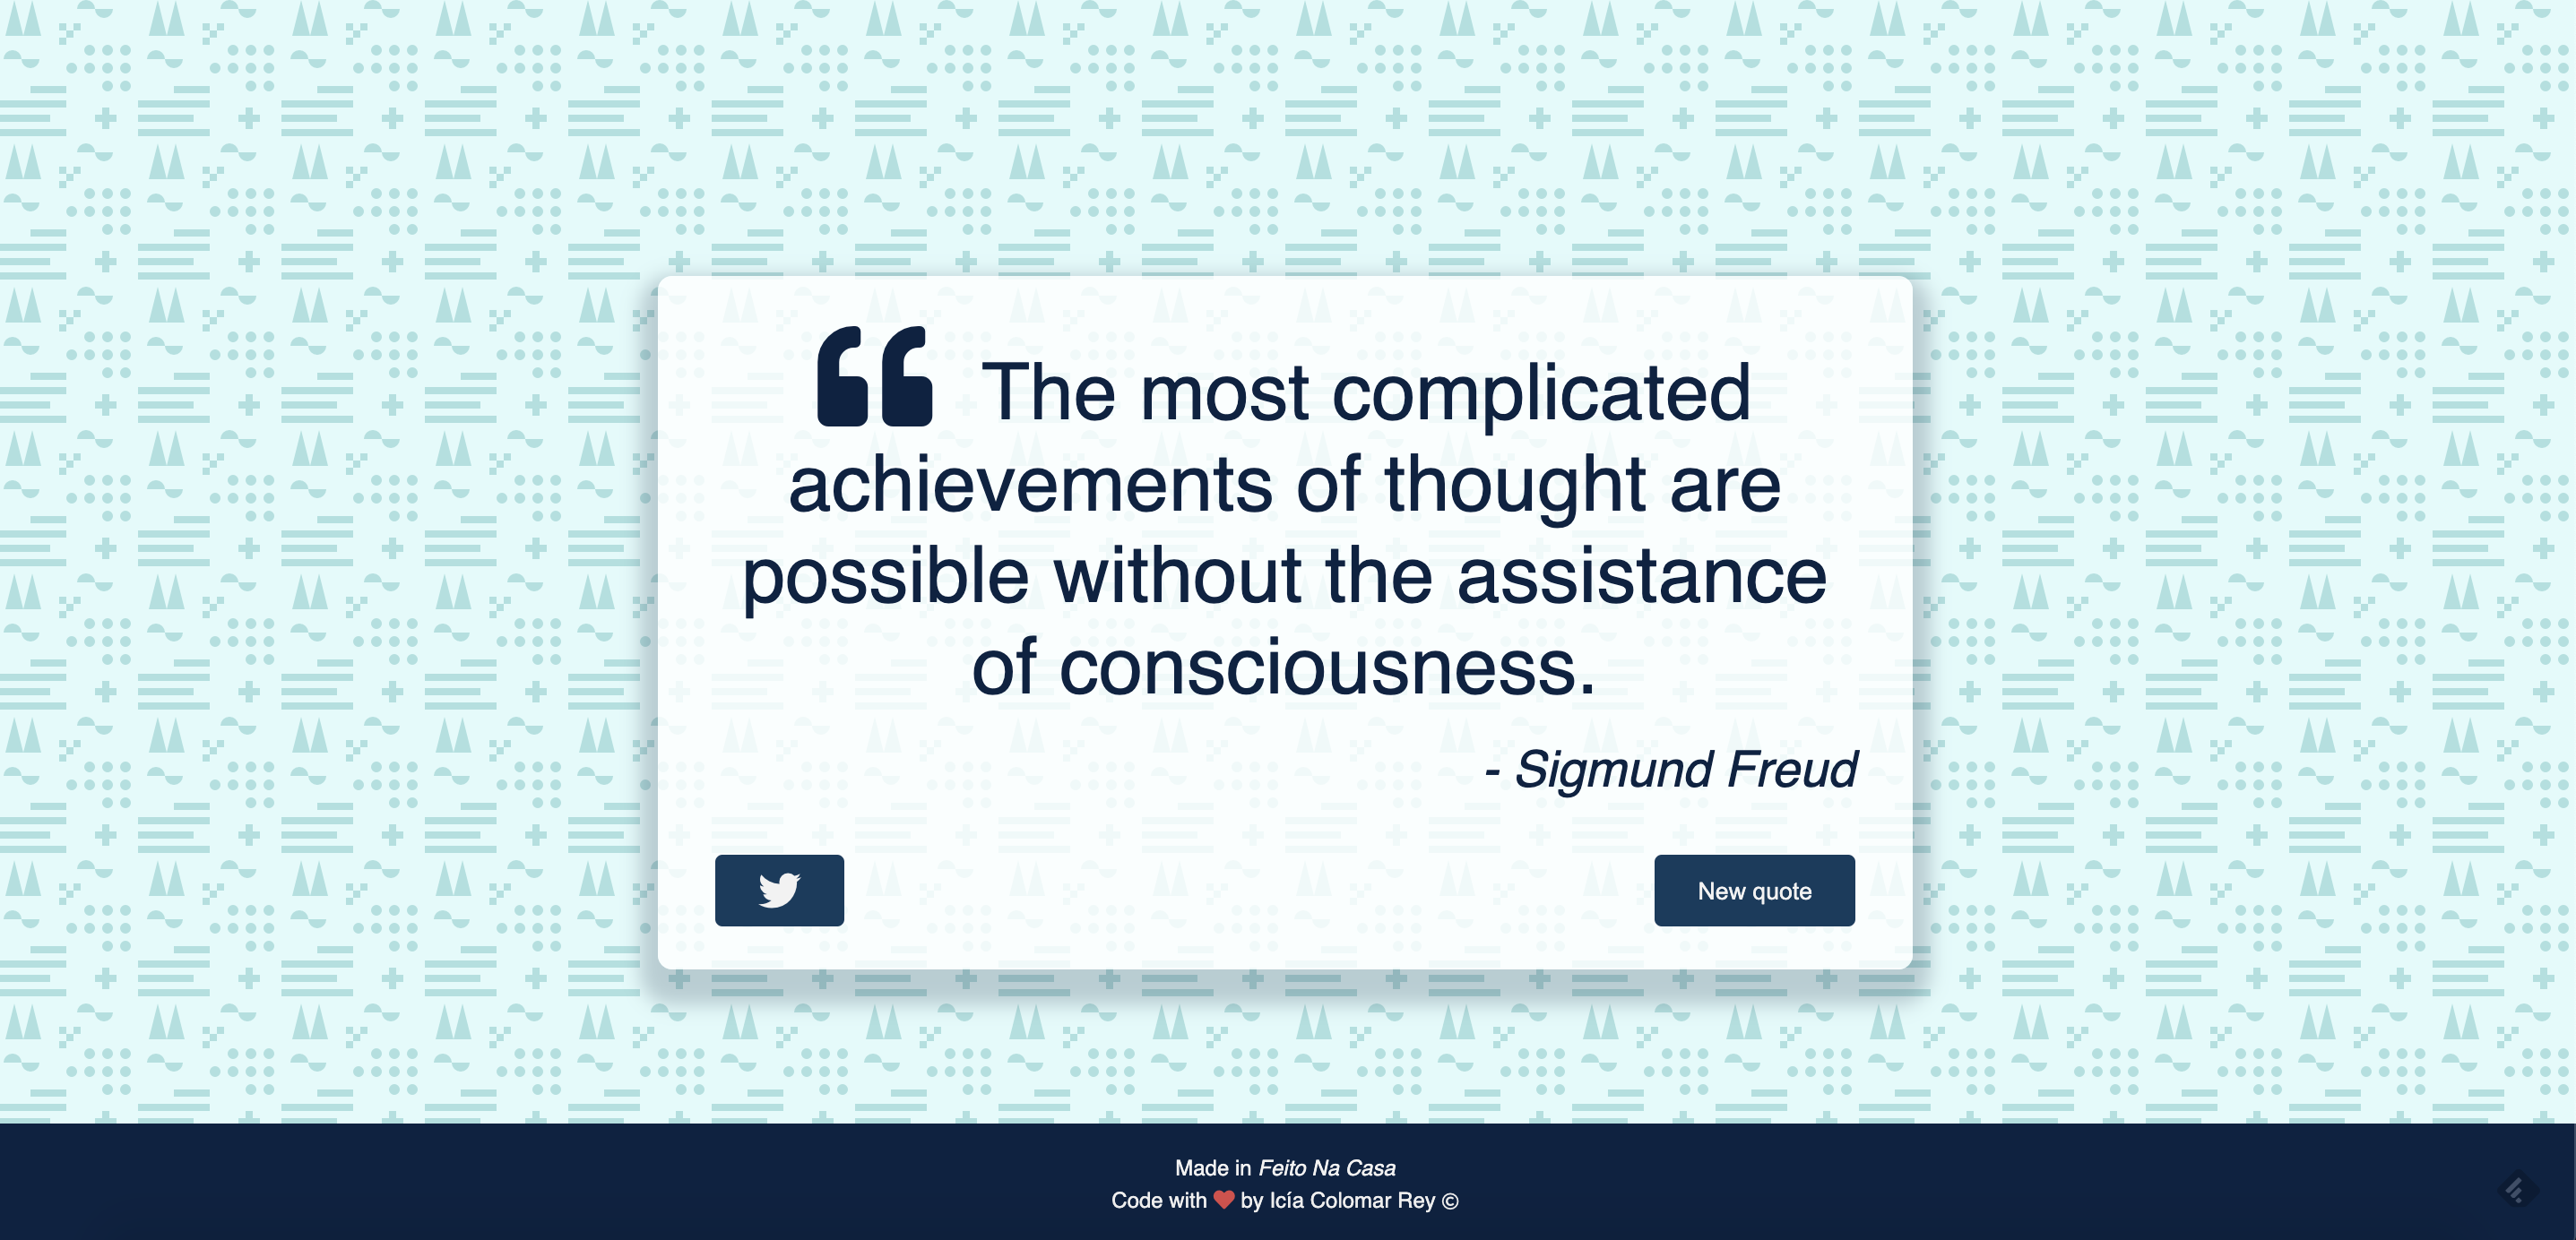 “ The most complicated
achievements of thought are
possible without the assistance
of consciousness.
- Sigmund Freud
New quote
Made in Feito Na Casa
Code with ❤ by Icía Colomar Rey ©